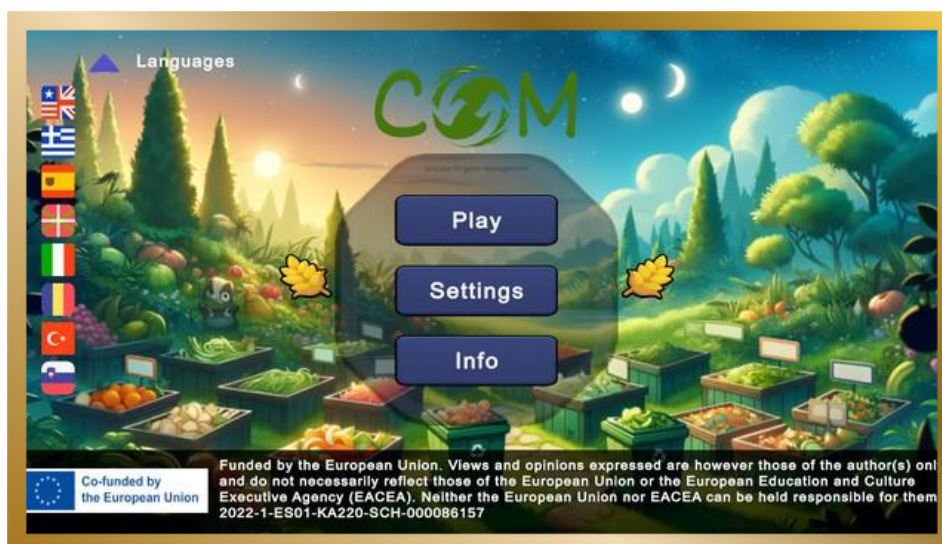 Languages
COM
Circular Organic Management
Play
Settings
Info
Co-funded by
the European Union
Funded by the European Union. Views and opinions expressed are however those of the author(s) onl
and do not necessarily reflect those of the European Union or the European Education and Culture
Executive Agency (EACEA). Neither the European Union nor EACEA can be held responsible for them
2022-1-ES01-KA220-SCH-000086157